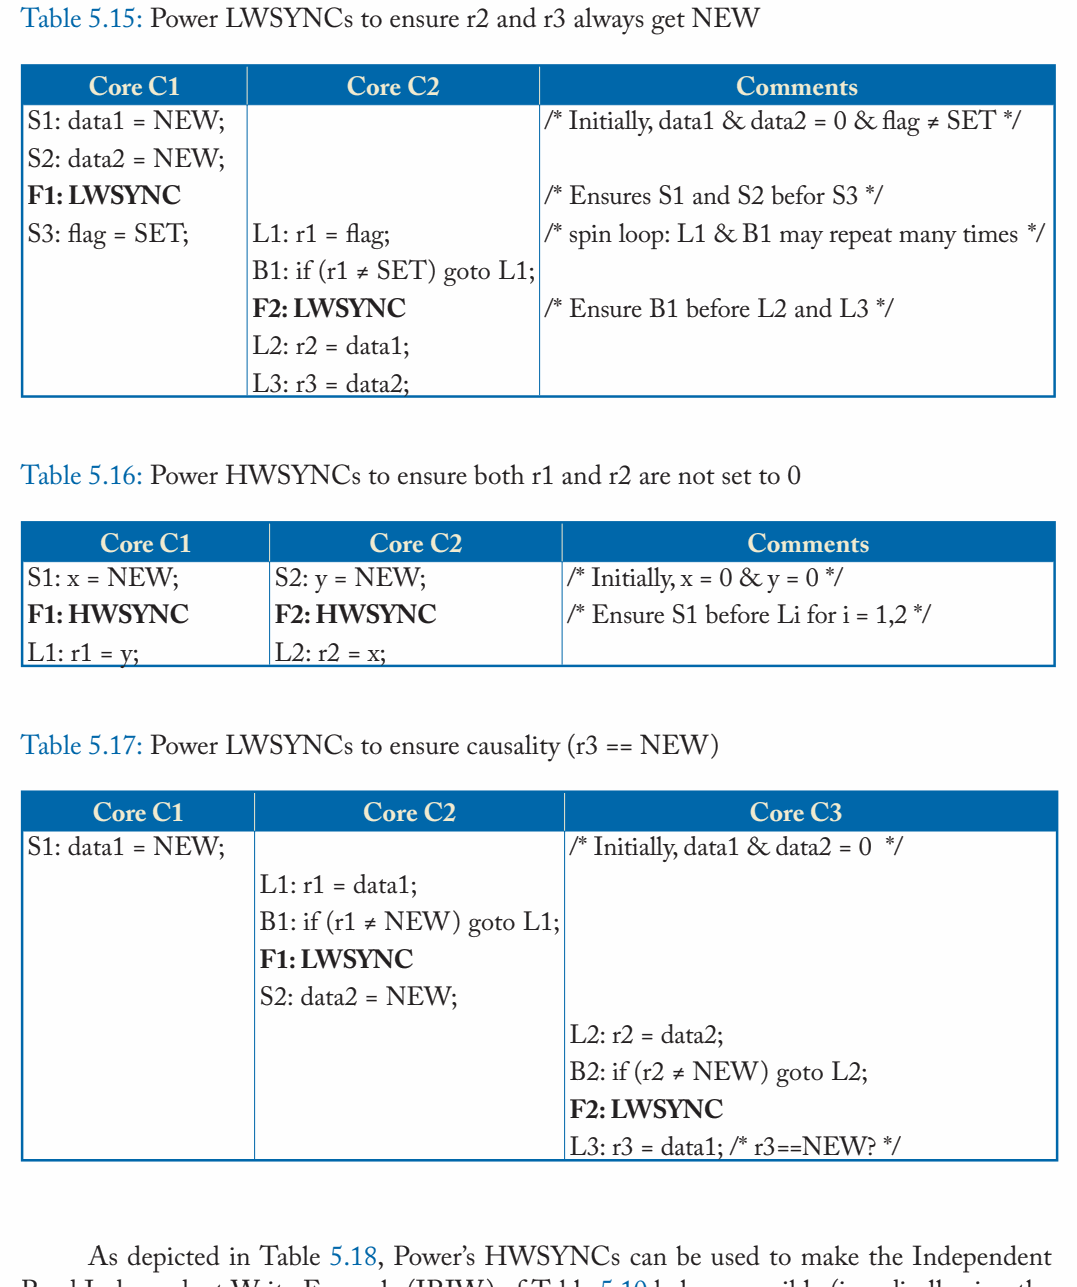 Table 5.15: Power LWSYNCs to ensure r2 and r3 always get NEW
Core C1 Core C2 Comments
S1: data1 = NEW; /* Initially, data1 & data2 = 0 & flag ≠ SET */
S2: data2 = NEW;
F1: LWSYNC /* Ensures S1 and S2 befor S3 */
S3: flag = SET; L1: r1 = flag; /* spin loop: L1 & B1 may repeat many times */
B1: if (r1 ≠ SET) goto L1;
F2: LWSYNC /* Ensure B1 before L2 and L3 */
L2: r2 = data1;
L3: r3 = data2;
Table 5.16: Power HWSYNCs to ensure both r1 and r2 are not set to 0
Core C1 Core C2 Comments
S1: x = NEW; S2: y = NEW; /* Initially, x = 0 & y = 0 */
F1: HWSYNC F2: HWSYNC /* Ensure S1 before Li for i = 1,2 */
L1: r1 = y; L2: r2 = x;
Table 5.17: Power LWSYNCs to ensure causality (r3 == NEW)
Core C1 Core C2 Core C3
S1: data1 = NEW; /* Initially, data1 & data2 = 0 */
L1: r1 = data1;
B1: if (r1 ≠ NEW) goto L1;
F1: LWSYNC
S2: data2 = NEW;
L2: r2 = data2;
B2: if (r2 ≠ NEW) goto L2;
F2: LWSYNC
L3: r3 = data1; /* r3==NEW? */
As depicted in Table 5.18, Power's HWSYNCs can be used to make the Independent